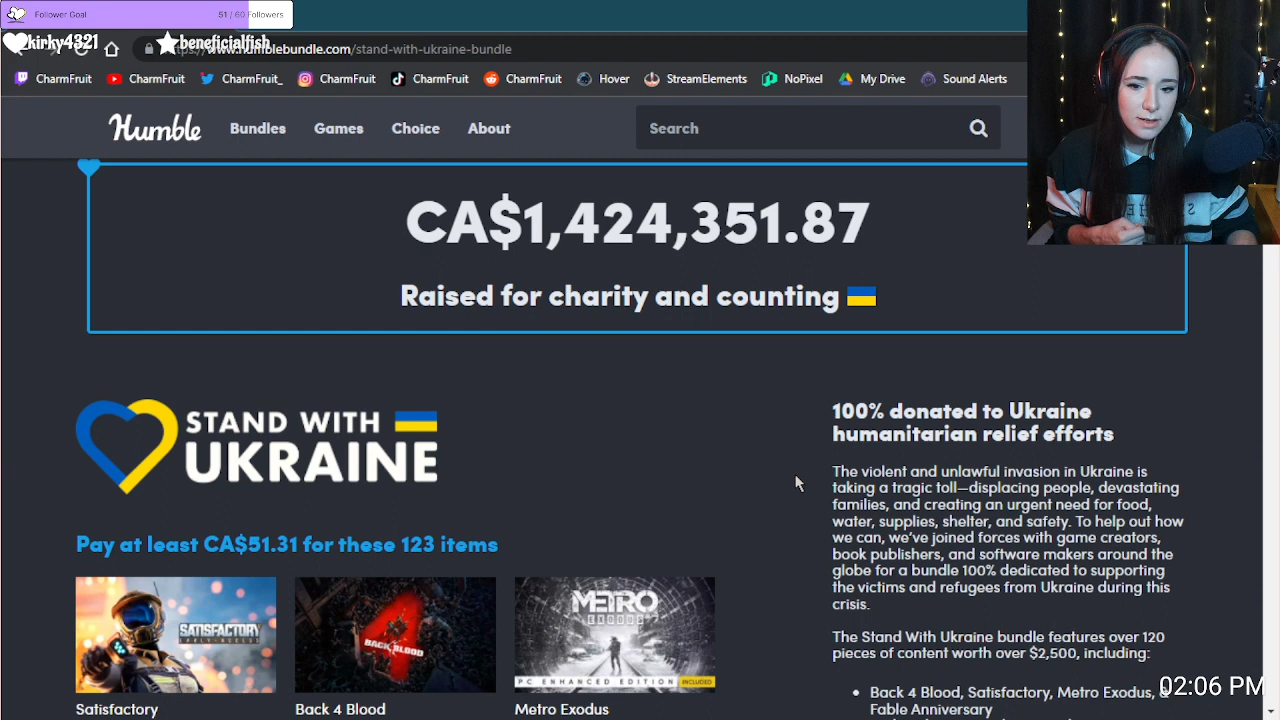 Follower Goal
51 / 60 Followers
kirky4321
beneficialfish
www.humblebundle.com/stand-with-ukraine-bundle
CharmFruit
CharmFruit
CharmFruit_
CharmFruit
CharmFruit
CharmFruit
Hover
StreamElements
NoPixel
My Drive
Sound Alerts
Humble
Bundles
Games
Choice
About
Search
CA$1,424,351.87
Raised for charity and counting
STAND WITH
UKRAINE
Pay at least CA$51.31 for these 123 items
SATISFACTORY
BACK 4 BLOOD
METRO
EXODUS
PC ENHANCED EDITION INCLUDED
Satisfactory
Back 4 Blood
Metro Exodus
100% donated to Ukraine
humanitarian relief efforts
The violent and unlawful invasion in Ukraine is
taking a tragic toll—displacing people, devastating
families, and creating an urgent need for food,
water, supplies, shelter, and safety. To help out how
we can, we've joined forces with game creators,
book publishers, and software makers around the
globe for a bundle 100% dedicated to supporting
the victims and refugees from Ukraine during this
crisis.
The Stand With Ukraine bundle features over 120
pieces of content worth over $2,500, including:
Back 4 Blood, Satisfactory, Metro Exodus, &
Fable Anniversary
02:06 PM